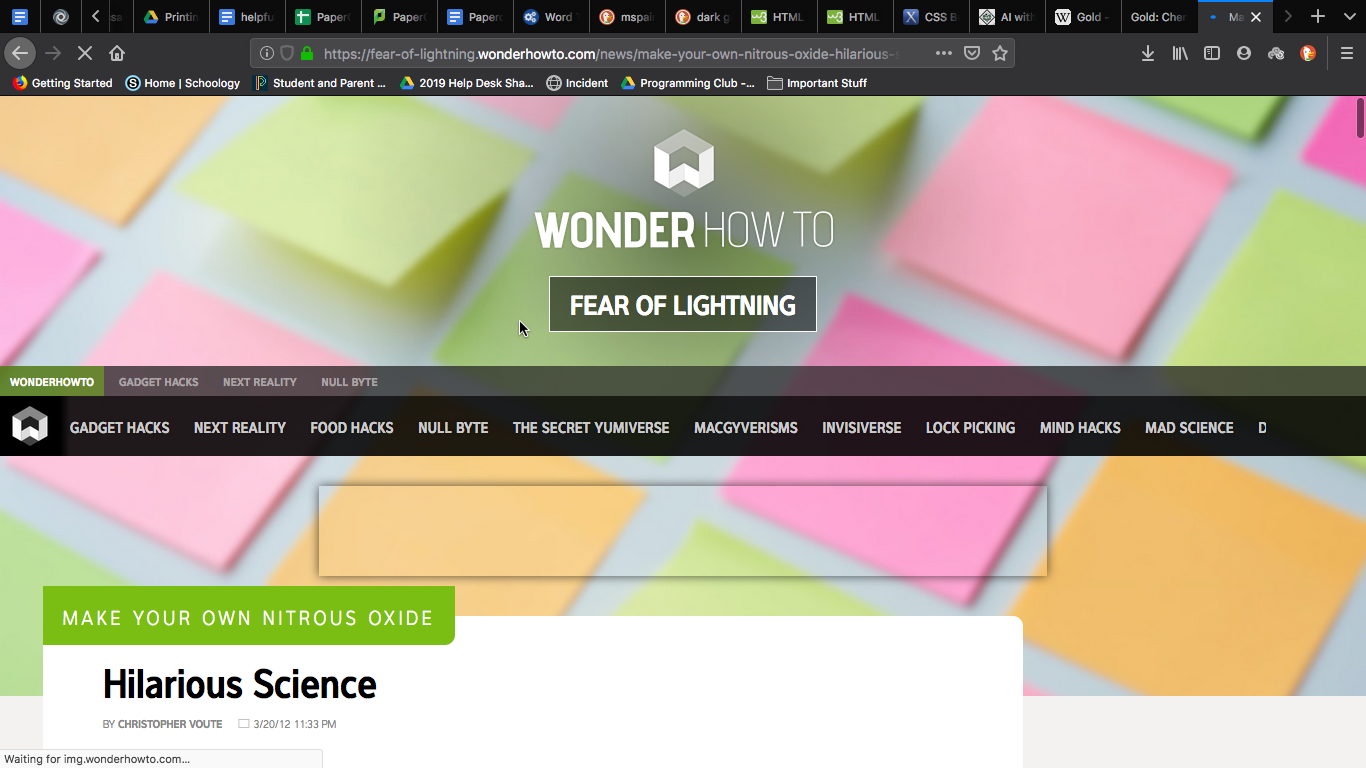 Printin
helpfu
Paper
Paper
Paperc
Word
mspai
dark g
HTML
HTML
CSS B
AI with
Gold -
Gold: Cher
Ma
https://fear-of-lightning.wonderhowto.com/news/make-your-own-nitrous-oxide-hilarious-s
Getting Started
Home | Schoology
Student and Parent ...
2019 Help Desk Sha...
Incident
Programming Club -...
Important Stuff
WONDER HOW TO
FEAR OF LIGHTNING
WONDERHOWTO GADGET HACKS NEXT REALITY NULL BYTE
GADGET HACKS NEXT REALITY FOOD HACKS NULL BYTE THE SECRET YUMIVERSE MACGYVERISMS INVISIVERSE LOCK PICKING MIND HACKS MAD SCIENCE D
MAKE YOUR OWN NITROUS OXIDE
Hilarious Science
BY CHRISTOPHER VOUTE 3/20/12 11:33 PM
Waiting for img.wonderhowto.com...